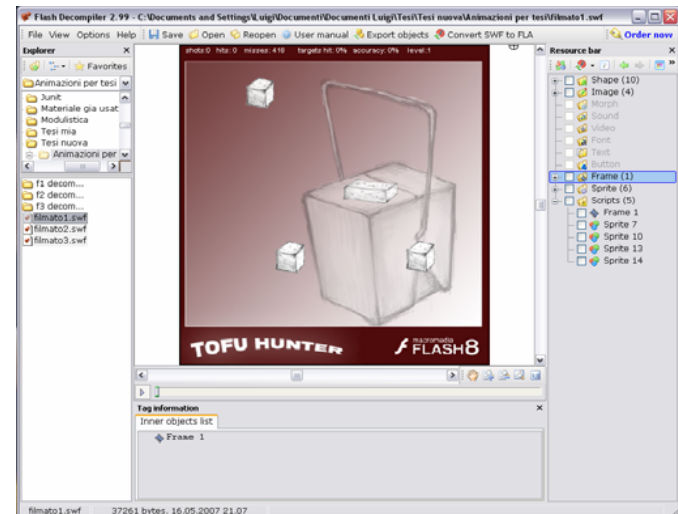 Flash Decompiler 2.99 - C:\Documents and Settings\Luigi\Documenti\Documenti Luigi\Tesi\Tesi nuova\Animazioni per tesi\filmato1.swf
File View Options Help Save Open Reopen User manual Export objects Convert SWF to FLA Order now
Explorer
Favorites
Animazioni per tesi
Junit
Materiale gia usat
Modulistica
Tesi mia
Tesi nuova
Animazioni per
f1 decom...
f2 decom...
f3 decom...
filmato1.swf
filmato2.swf
filmato3.swf
shots:0 hits: 0 misses: 418 targets hit: 0% accuracy: 0% level:1
TOFU HUNTER
macromedia
FLASH8
Tag information
Inner objects list
Frame 1
Resource bar
Shape (10)
Image (4)
Morph
Sound
Video
Font
Text
Button
Frame (1)
Sprite (6)
Scripts (5)
Frame 1
Sprite 7
Sprite 10
Sprite 13
Sprite 14
filmato1.swf 37261 bytes, 16.05.2007 21.07